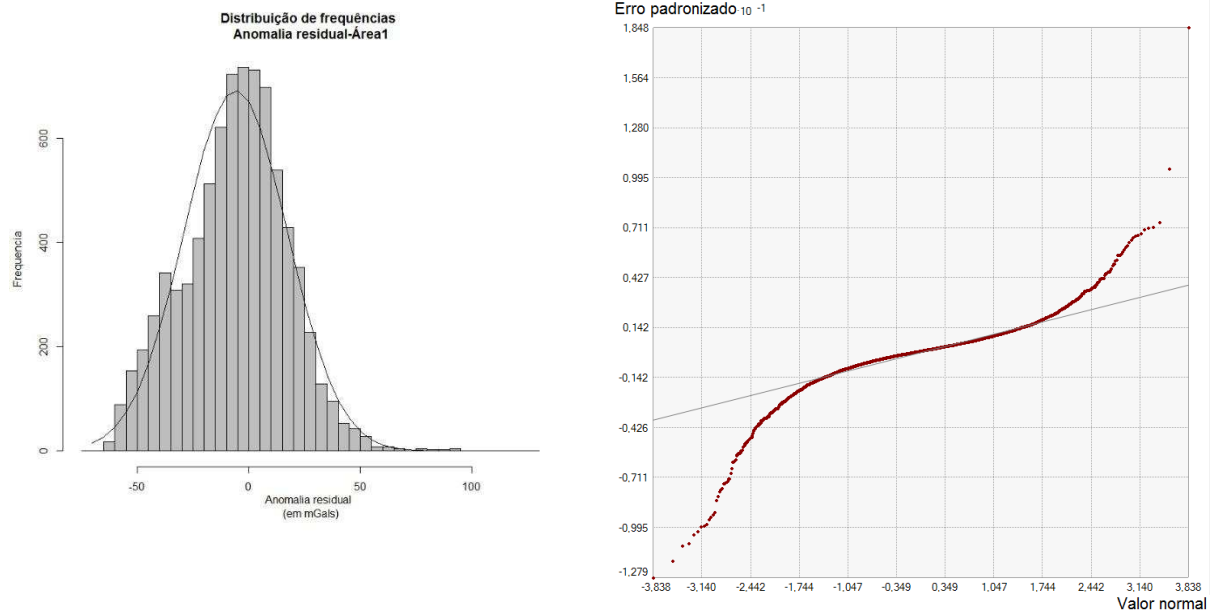 Distribuição de frequências
Anomalia residual-Área1
Frequencia
600
400
200
0
-50
0
50
100
Anomalia residual
(em mGals)
Erro padronizado·10 -1
1,848
1,564
1,280
0,995
0,711
0,427
0,142
-0,142
-0,426
-0,711
-0,995
-1,279
-3,838 -3,140 -2,442 -1,744 -1,047 -0,349 0,349 1,047 1,744 2,442 3,140 3,838
Valor normal